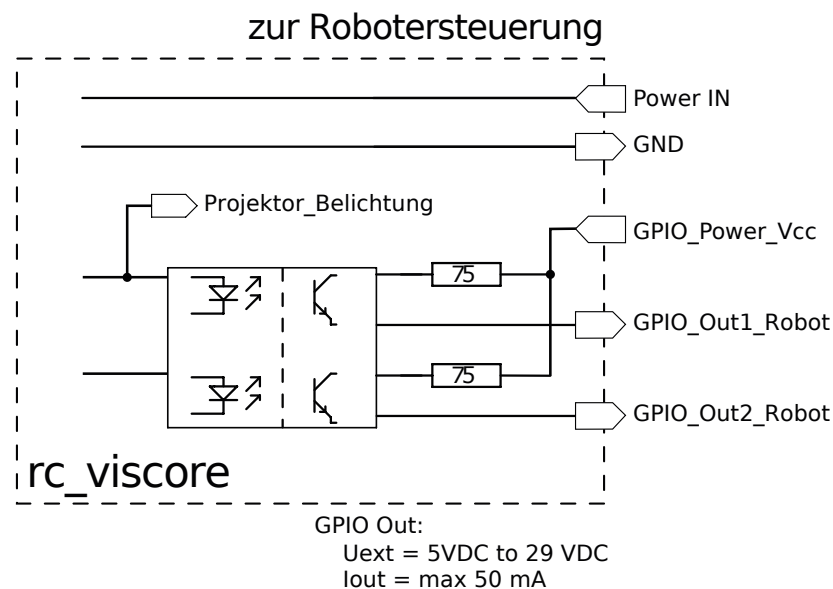 zur Robotersteuerung
Power IN
GND
Projektor_Belichtung
GPIO_Power_Vcc
75
GPIO_Out1_Robot
75
GPIO_Out2_Robot
rc_viscore
GPIO Out:
Uext = 5VDC to 29 VDC
Iout = max 50 mA